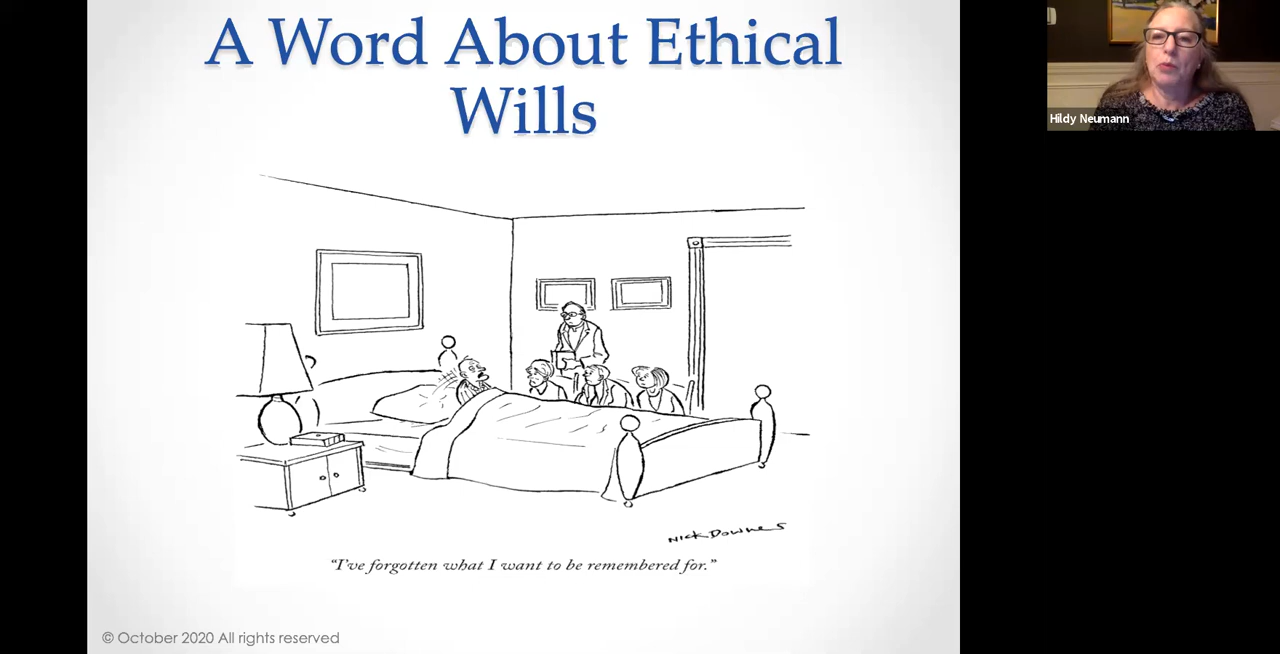 A Word About Ethical
Wills
Hildy Neumann
Nick Downes
“I’ve forgotten what I want to be remembered for.”
© October 2020 All rights reserved